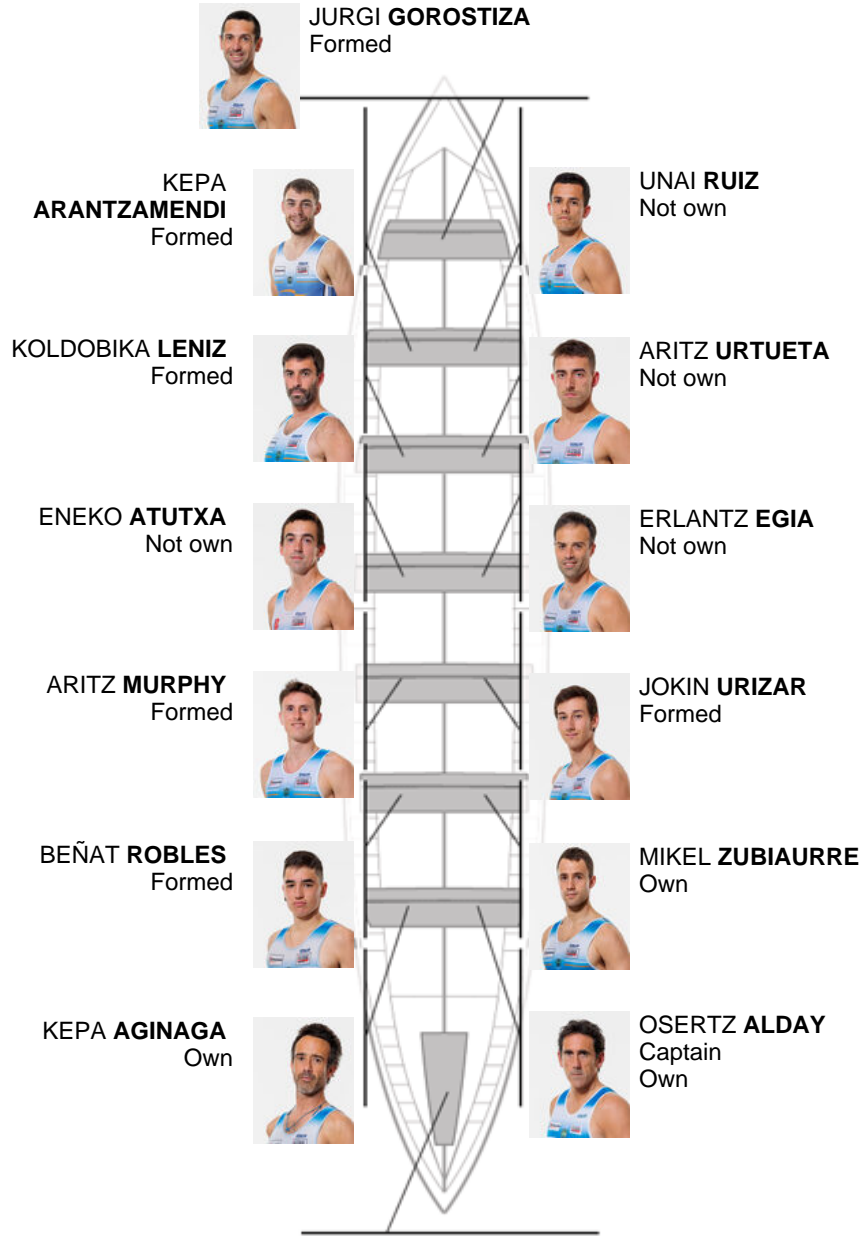 JURGI GOROSTIZA
Formed
KEPA
ARANTZAMENDI
Formed
UNAI RUIZ
Not own
KOLDOBIKA LENIZ
Formed
ARITZ URTUETA
Not own
ENEKO ATUTXA
Not own
ERLANTZ EGIA
Not own
ARITZ MURPHY
Formed
JOKIN URIZAR
Formed
BEÑAT ROBLES
Formed
MIKEL ZUBIAURRE
Own
KEPA AGINAGA
Own
OSERTZ ALDAY
Captain
Own